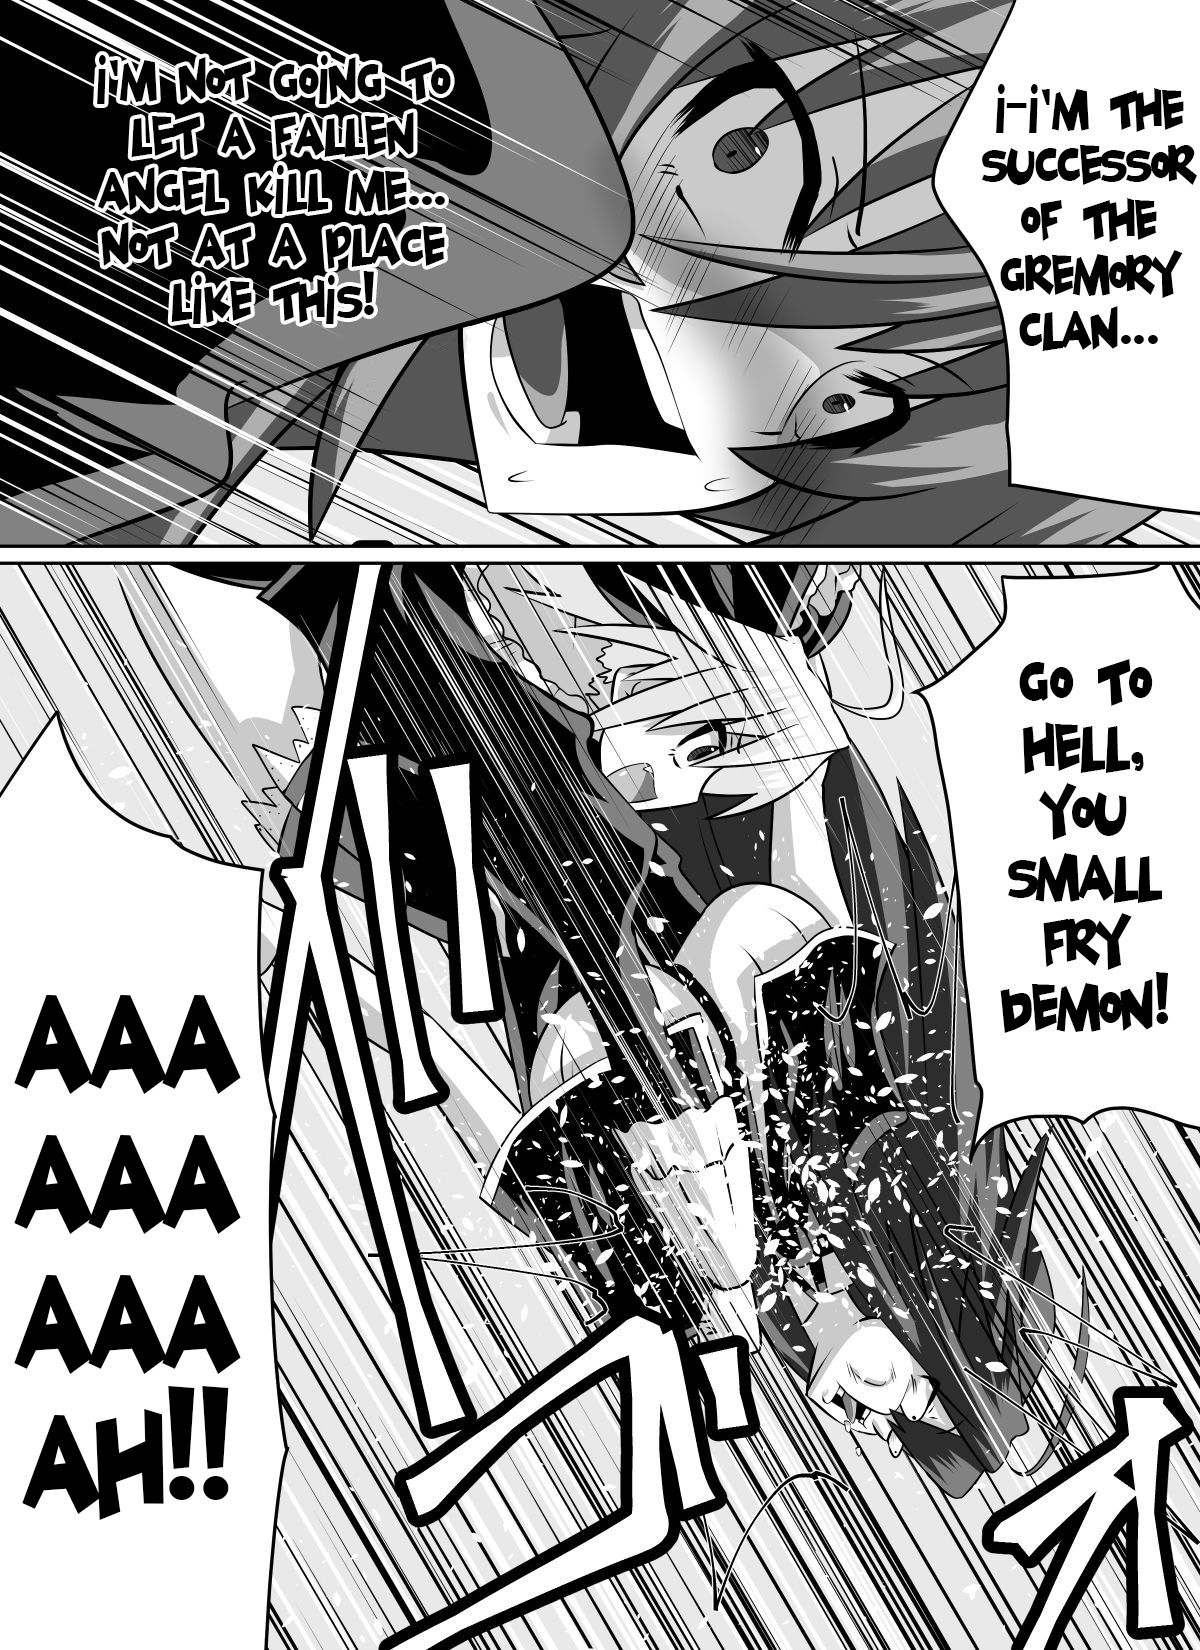 I-I'M THE
SUCCESSOR
OF THE
GREMORY
CLAN...
I'M NOT GOING TO
LET A FALLEN
ANGEL KILL ME...
NOT AT A PLACE
LIKE THIS!
GO TO
HELL,
YOU
SMALL
FRY
DEMON!
AAA
AAA
AAA
AH!!